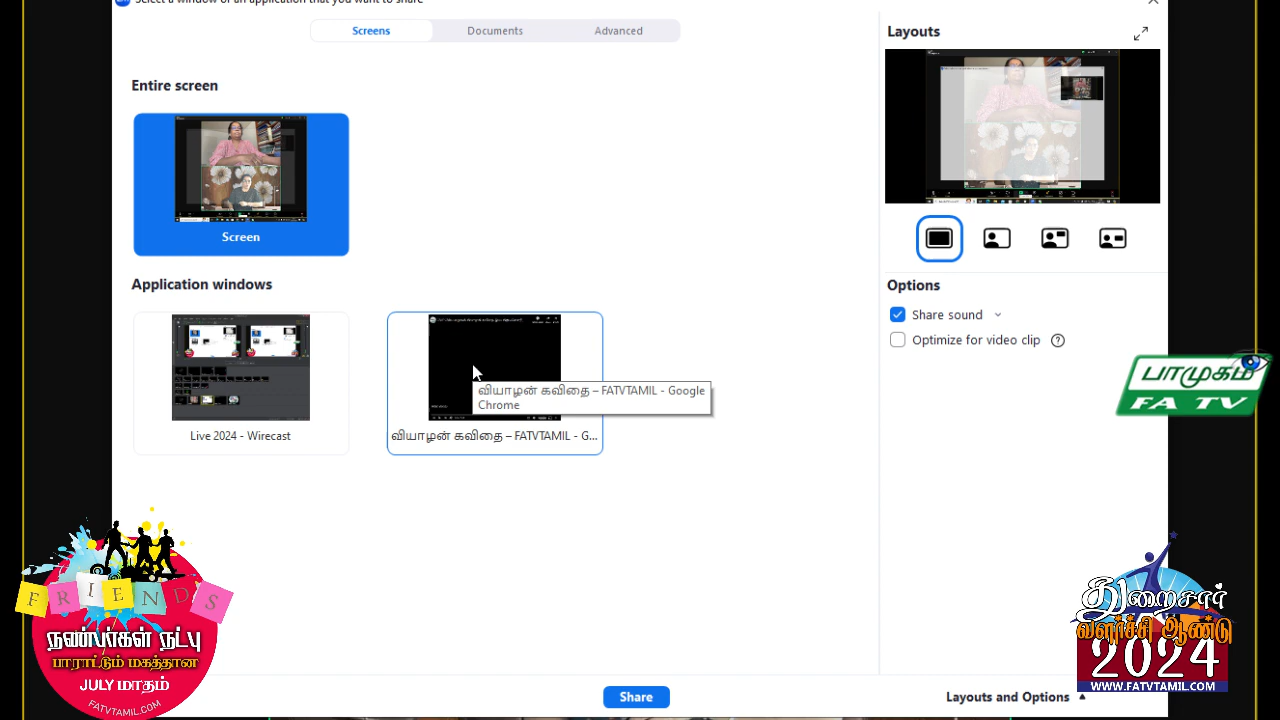 Select a window or an application that you want to share
Screens
Documents
Advanced
Layouts
Entire screen
Screen
Application windows
Live 2024 - Wirecast
வியாழன் கவிதை – FATVTAMIL - G...
வியாழன் கவிதை – FATVTAMIL - Google
Chrome
Options
Share sound
Optimize for video clip
பாமுகம்
FA TV
FRIENDS
நண்பர்கள் நட்பு
பாராட்டும் மகத்தான
JULY மாதம்
FATVTAMIL.COM
துறைசார்
வளர்ச்சி ஆண்டு
2024
WWW.FATVTAMIL.COM
Share
Layouts and Options